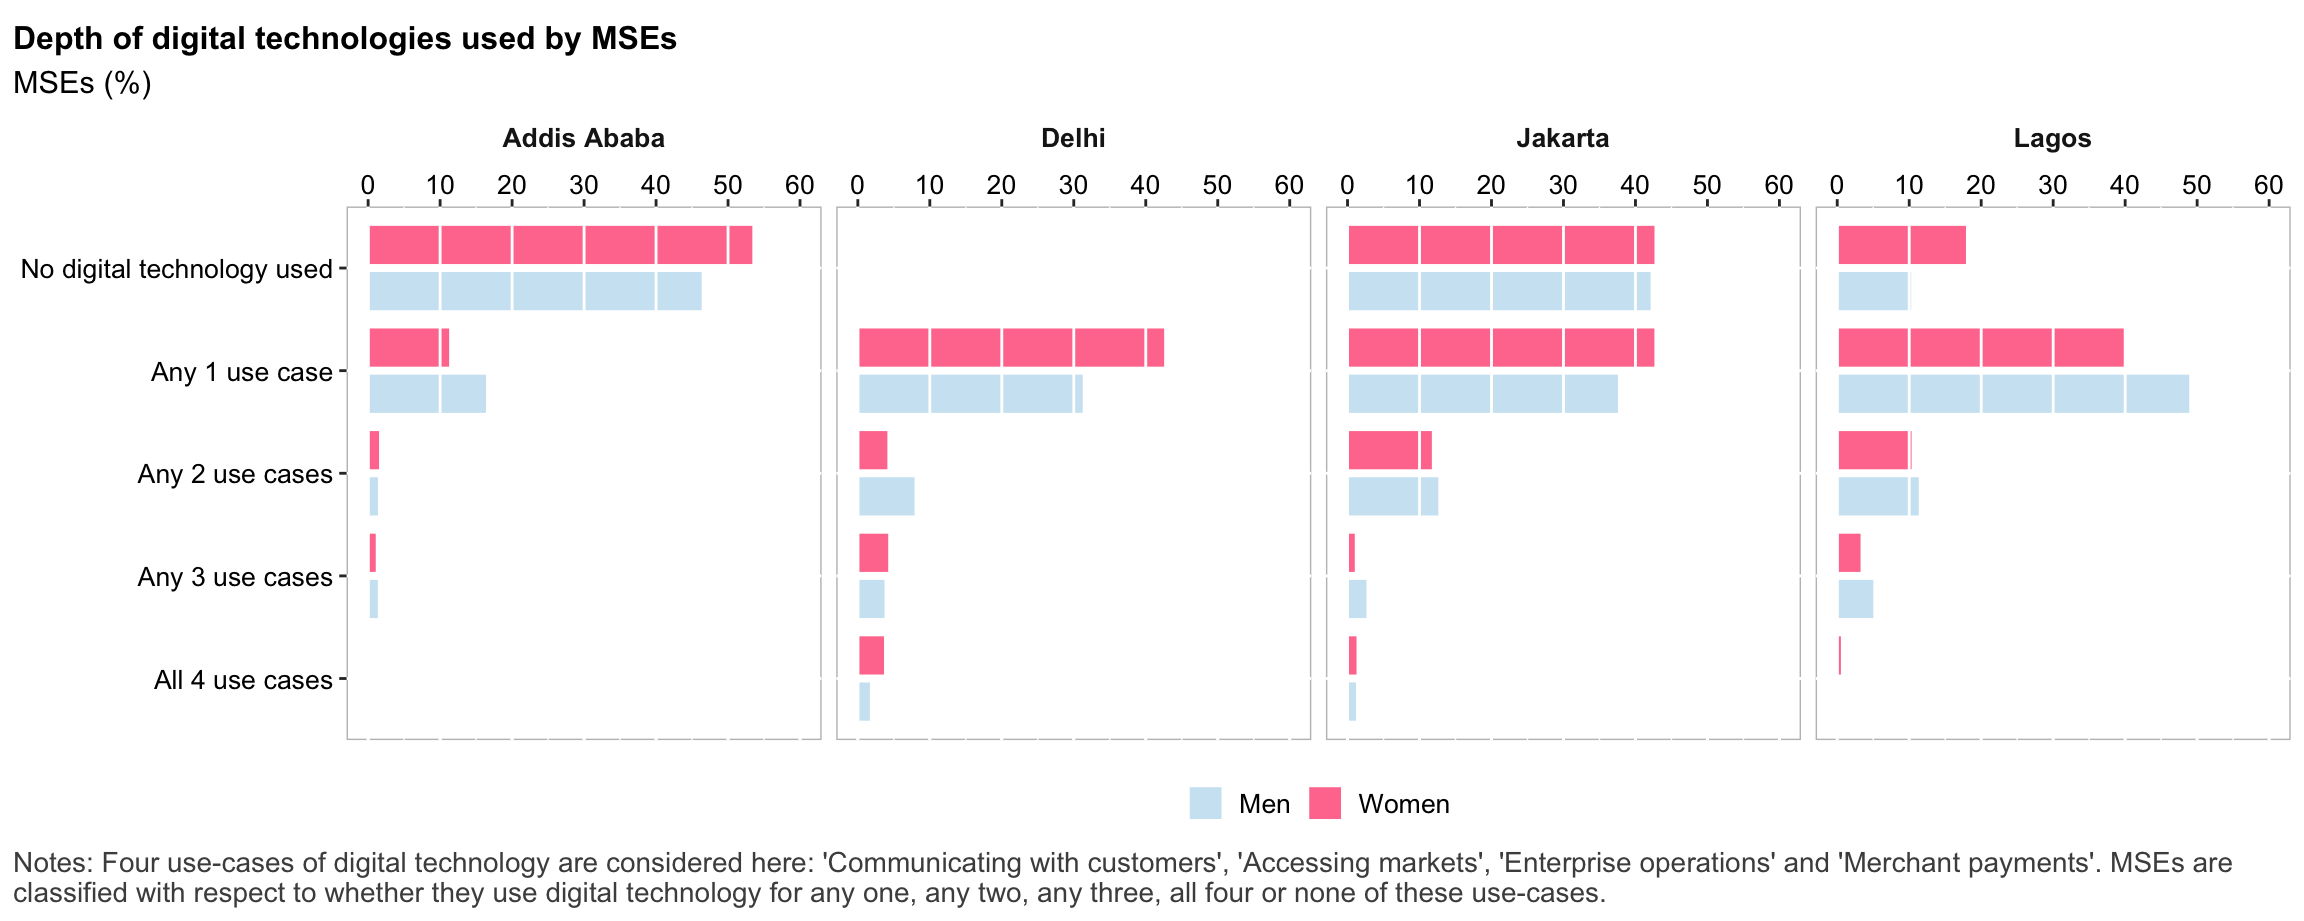 Depth of digital technologies used by MSEs
MSEs (%)
Addis Ababa Delhi Jakarta Lagos
0 10 20 30 40 50 60 0 10 20 30 40 50 60 0 10 20 30 40 50 60 0 10 20 30 40 50 60
No digital technology used
Any 1 use case
Any 2 use cases
Any 3 use cases
All 4 use cases
Men Women
Notes: Four use-cases of digital technology are considered here: 'Communicating with customers', 'Accessing markets', 'Enterprise operations' and 'Merchant payments'. MSEs are
classified with respect to whether they use digital technology for any one, any two, any three, all four or none of these use-cases.